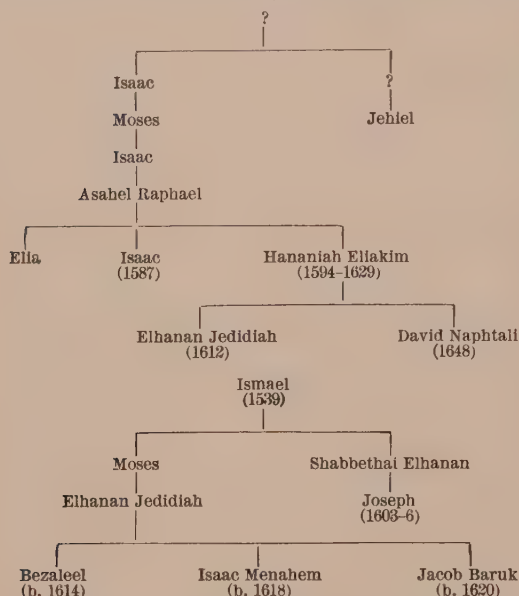 ?
Isaac
?
Moses
Jehiel
Isaac
Asahel Raphael
Elia
Isaac
(1587)
Hananiah Eliakim
(1594-1629)
Elhanan Jedidiah
(1612)
David Naphtali
(1648)
Ismael
(1539)
Moses
Shabbethai Elhanan
Elhanan Jedidiah
Joseph
(1603-6)
Bezaleel
(b. 1614)
Isaac Menahem
(b. 1618)
Jacob Baruk
(b. 1620)